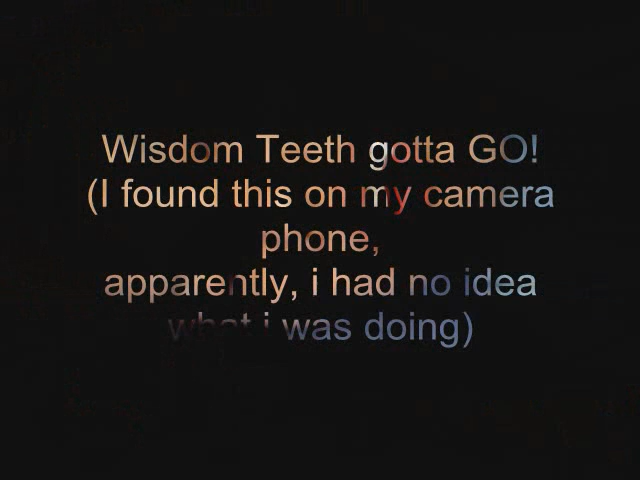 Wisdom Teeth gotta GO!
(I found this on my camera
phone,
apparently, i had no idea
what i was doing)